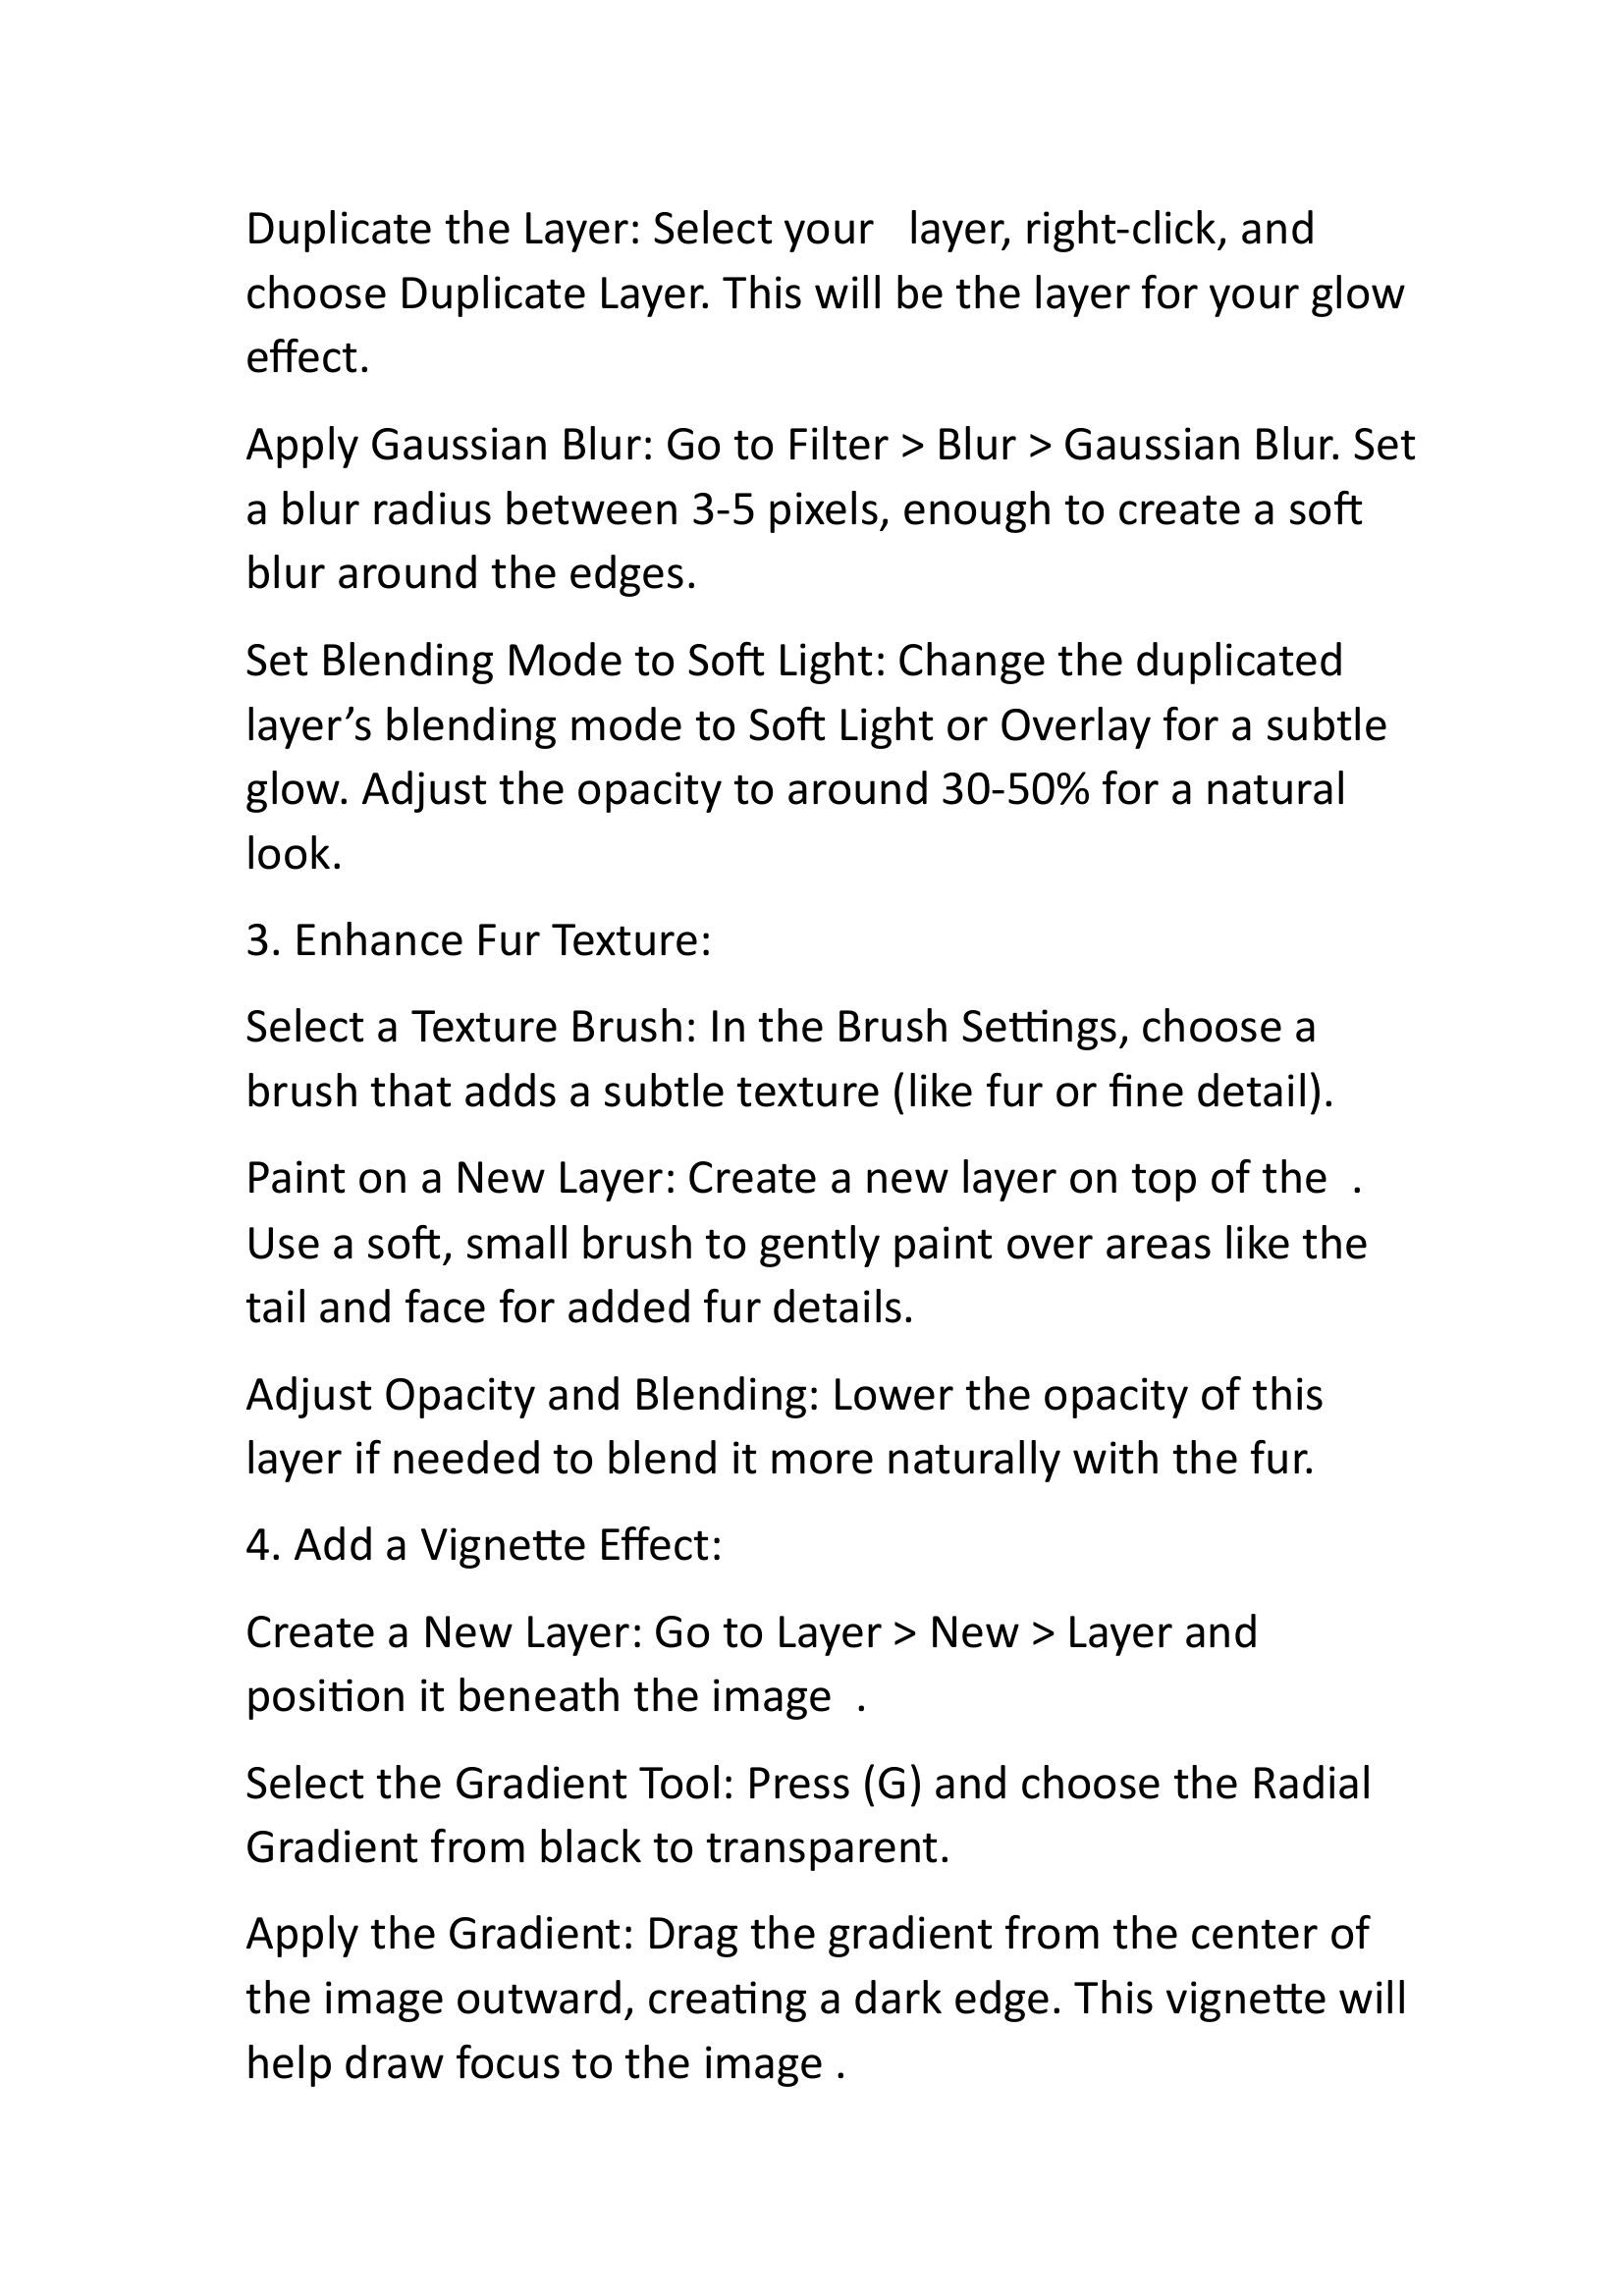 Duplicate the Layer: Select your   layer, right-click, and
choose Duplicate Layer. This will be the layer for your glow
effect.
Apply Gaussian Blur: Go to Filter > Blur > Gaussian Blur. Set
a blur radius between 3-5 pixels, enough to create a soft
blur around the edges.
Set Blending Mode to Soft Light: Change the duplicated
layer’s blending mode to Soft Light or Overlay for a subtle
glow. Adjust the opacity to around 30-50% for a natural
look.
3. Enhance Fur Texture:
Select a Texture Brush: In the Brush Settings, choose a
brush that adds a subtle texture (like fur or fine detail).
Paint on a New Layer: Create a new layer on top of the  .
Use a soft, small brush to gently paint over areas like the
tail and face for added fur details.
Adjust Opacity and Blending: Lower the opacity of this
layer if needed to blend it more naturally with the fur.
4. Add a Vignette Effect:
Create a New Layer: Go to Layer > New > Layer and
position it beneath the image  .
Select the Gradient Tool: Press (G) and choose the Radial
Gradient from black to transparent.
Apply the Gradient: Drag the gradient from the center of
the image outward, creating a dark edge. This vignette will
help draw focus to the image .